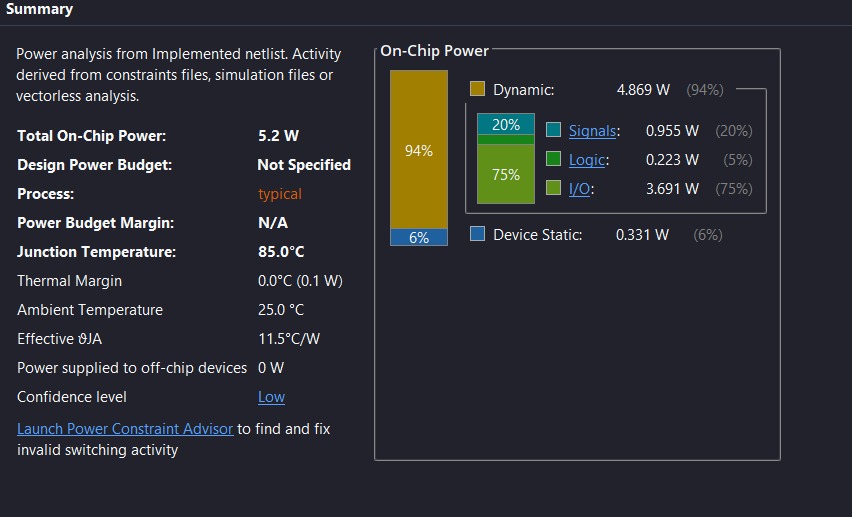 Summary
Power analysis from Implemented netlist. Activity
derived from constraints files, simulation files or
vectorless analysis.
Total On-Chip Power: 5.2 W
Design Power Budget: Not Specified
Process: typical
Power Budget Margin: N/A
Junction Temperature: 85.0°C
Thermal Margin 0.0°C (0.1 W)
Ambient Temperature 25.0 °C
Effective ϑJA 11.5°C/W
Power supplied to off-chip devices 0 W
Confidence level Low
Launch Power Constraint Advisor to find and fix
invalid switching activity
On-Chip Power
94%
6%
Dynamic: 4.869 W (94%)
20%
75%
Signals: 0.955 W (20%)
Logic: 0.223 W (5%)
I/O: 3.691 W (75%)
Device Static: 0.331 W (6%)